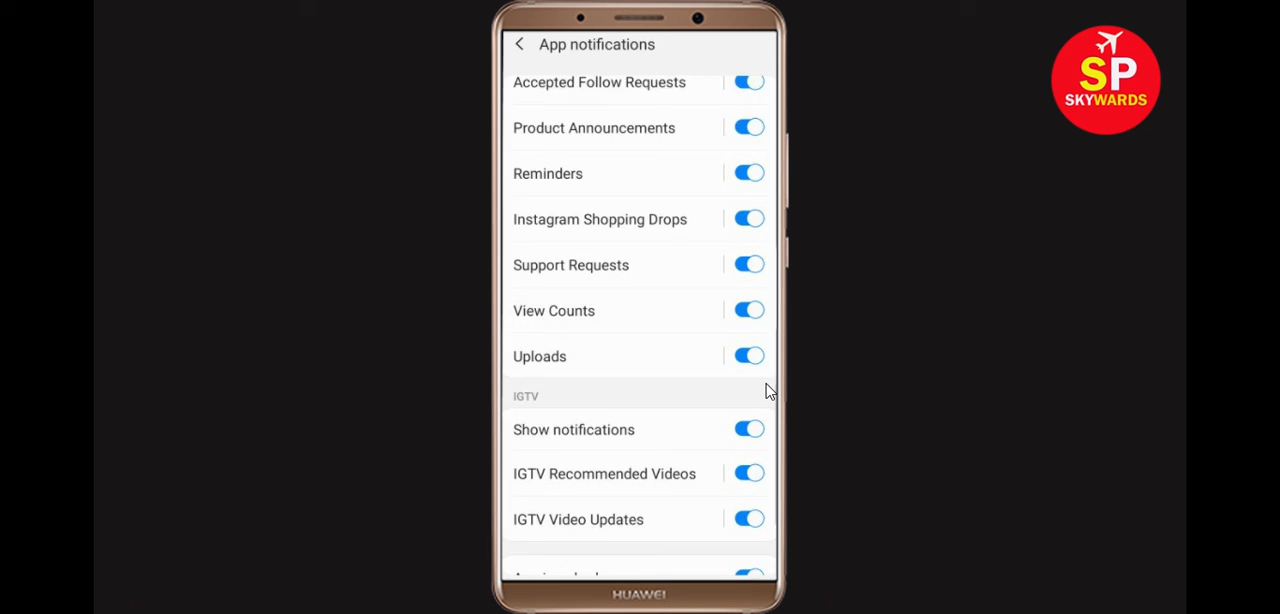 App notifications
Accepted Follow Requests
Product Announcements
Reminders
Instagram Shopping Drops
Support Requests
View Counts
Uploads
IGTV
Show notifications
IGTV Recommended Videos
IGTV Video Updates
HUAWEI
SP
SKYWARDS